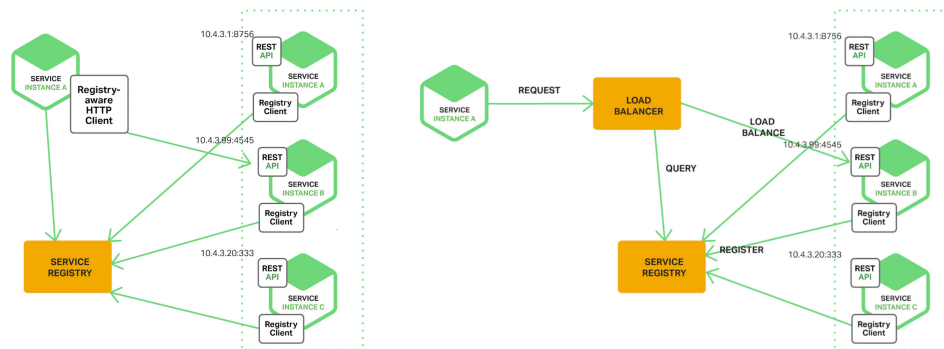 10.4.3.1:8756
REST
API
SERVICE
INSTANCE A
Registry
Client
SERVICE
INSTANCE A
Registry-
aware
HTTP
Client
10.4.3.99:4545
REST
API
SERVICE
INSTANCE B
Registry
Client
10.4.3.20:333
REST
API
SERVICE
INSTANCE C
Registry
Client
SERVICE
REGISTRY
SERVICE
INSTANCE A
REQUEST
LOAD
BALANCER
LOAD
BALANCE
QUERY
REGISTER
SERVICE
REGISTRY
10.4.3.1:8756
REST
API
SERVICE
INSTANCE A
Registry
Client
10.4.3.99:4545
REST
API
SERVICE
INSTANCE B
Registry
Client
10.4.3.20:333
REST
API
SERVICE
INSTANCE C
Registry
Client